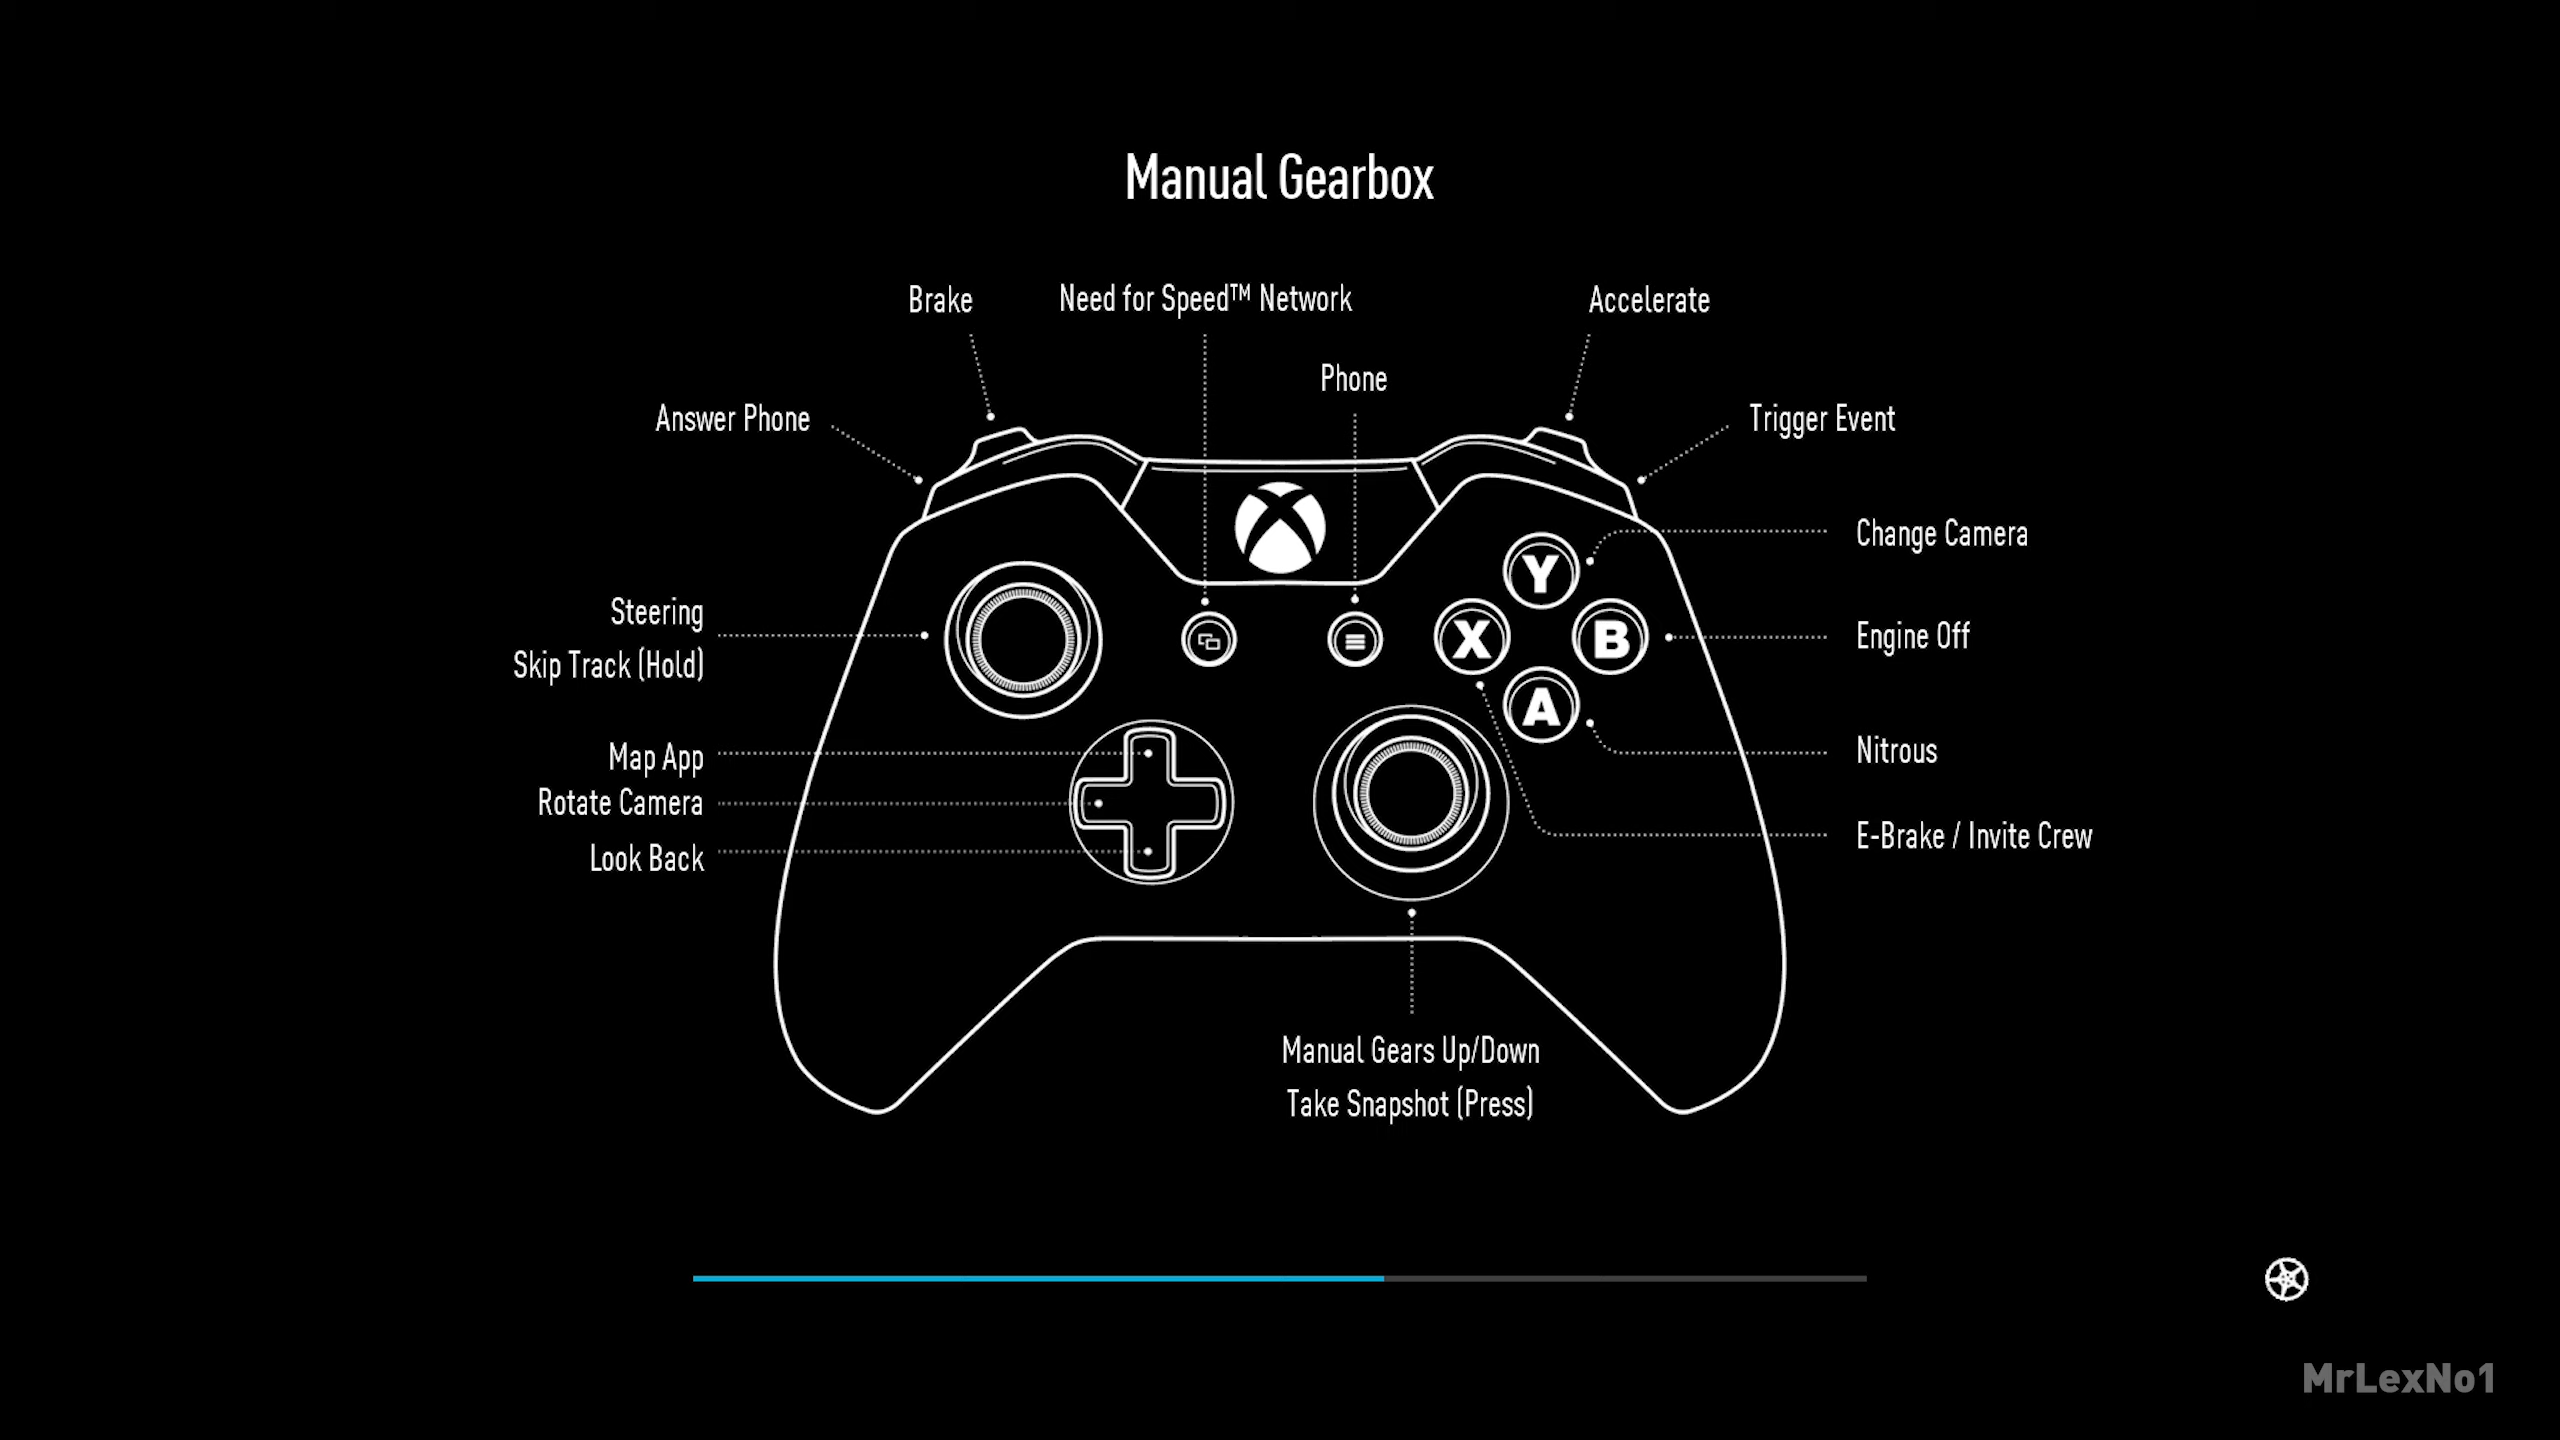 Manual Gearbox
Brake
Need for Speed™ Network
Accelerate
Phone
Answer Phone
Trigger Event
Change Camera
Steering
Skip Track (Hold)
Engine Off
Y
X
B
A
Map App
Rotate Camera
Look Back
Nitrous
E-Brake / Invite Crew
Manual Gears Up/Down
Take Snapshot (Press)
MrLexNo1